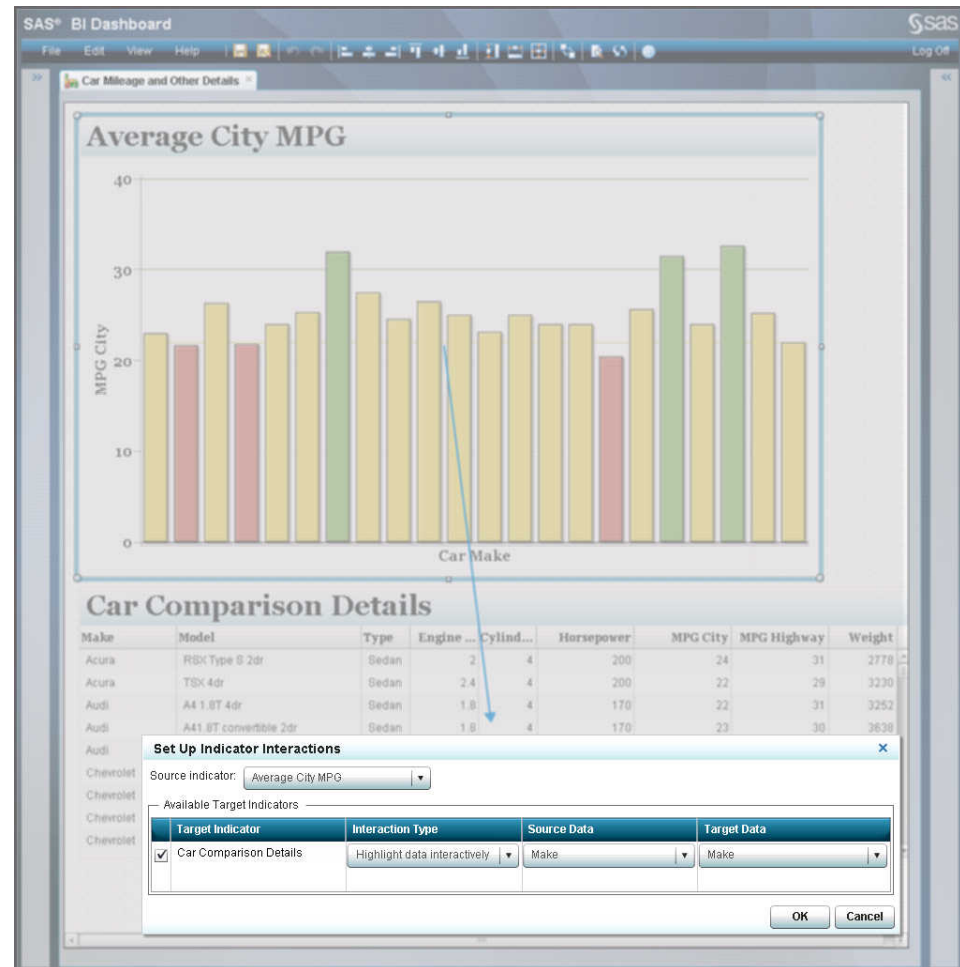 SAS® BI Dashboard
sas
File Edit View Help
Log Off
Car Mileage and Other Details
Average City MPG
40
30
20
10
0
MPG City
Car Make
Car Comparison Details
Make Model Type Engine ... Cylind... Horsepower MPG City MPG Highway Weight
Acura RSX Type S 2dr Sedan 2 4 200 24 31 2778
Acura TSX 4dr Sedan 2.4 4 200 22 29 3230
Audi A4 1.8T 4dr Sedan 1.8 4 170 22 31 3252
Audi A41.8T convertible 2dr Sedan 1.8 4 170 23 30 3638
Audi
Chevrolet
Chevrolet
Chevrolet
Chevrolet
Set Up Indicator Interactions
Source indicator: Average City MPG
Available Target Indicators
Target Indicator Interaction Type Source Data Target Data
Car Comparison Details Highlight data interactively Make Make
OK Cancel